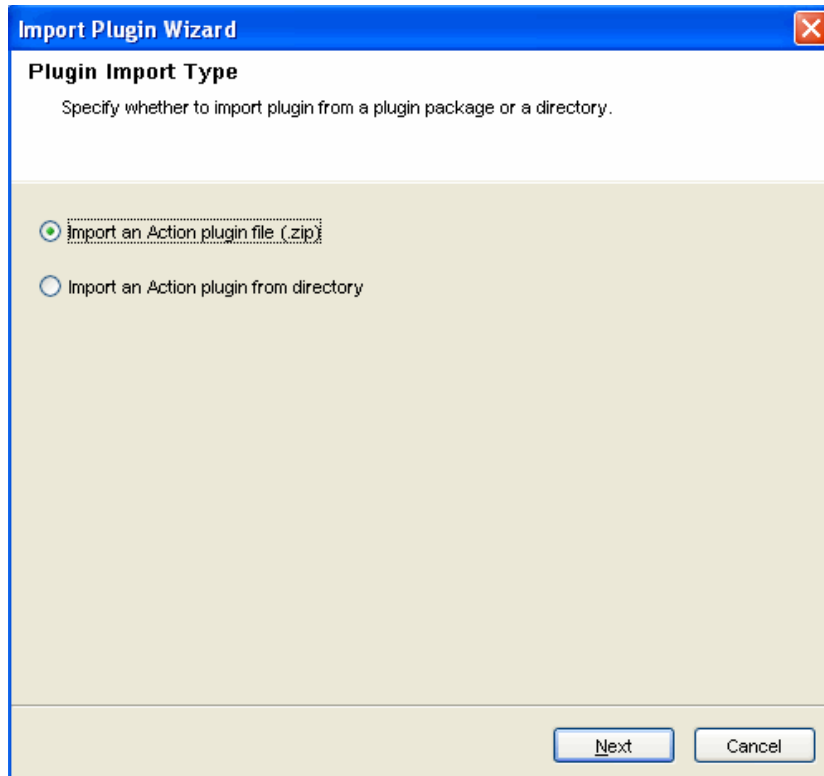 Import Plugin Wizard
Plugin Import Type
Specify whether to import plugin from a plugin package or a directory.
Import an Action plugin file (.zip)
Import an Action plugin from directory
Next Cancel